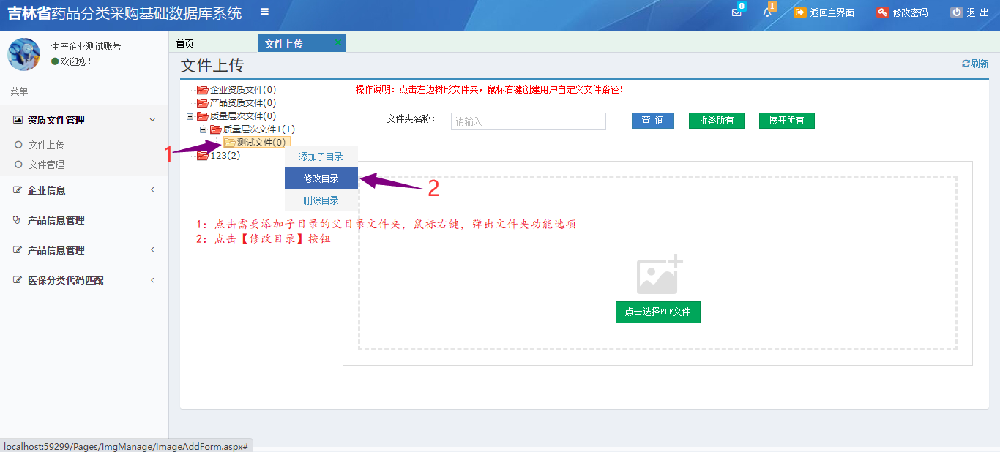 吉林省药品分类采购基础数据库系统
0
1
返回主界面
修改密码
退 出
生产企业测试账号
欢迎您!
菜单
资质文件管理
文件上传
文件管理
企业信息
产品信息管理
产品信息管理
医保分类代码匹配
首页
文件上传
文件上传
刷新
企业资质文件(0)
产品资质文件(0)
质量层次文件(0)
质量层次文件1(1)
测试文件(0)
123(2)
1
操作说明：点击左边树形文件夹，鼠标右键创建用户自定义文件路径!
文件夹名称：
请输入...
查 询
折叠所有
展开所有
添加子目录
修改目录
删除目录
2
1：点击需要添加子目录的父目录文件夹，鼠标右键，弹出文件夹功能选项
2：点击【修改目录】按钮
点击选择PDF文件
localhost:59299/Pages/ImgManage/ImageAddForm.aspx#